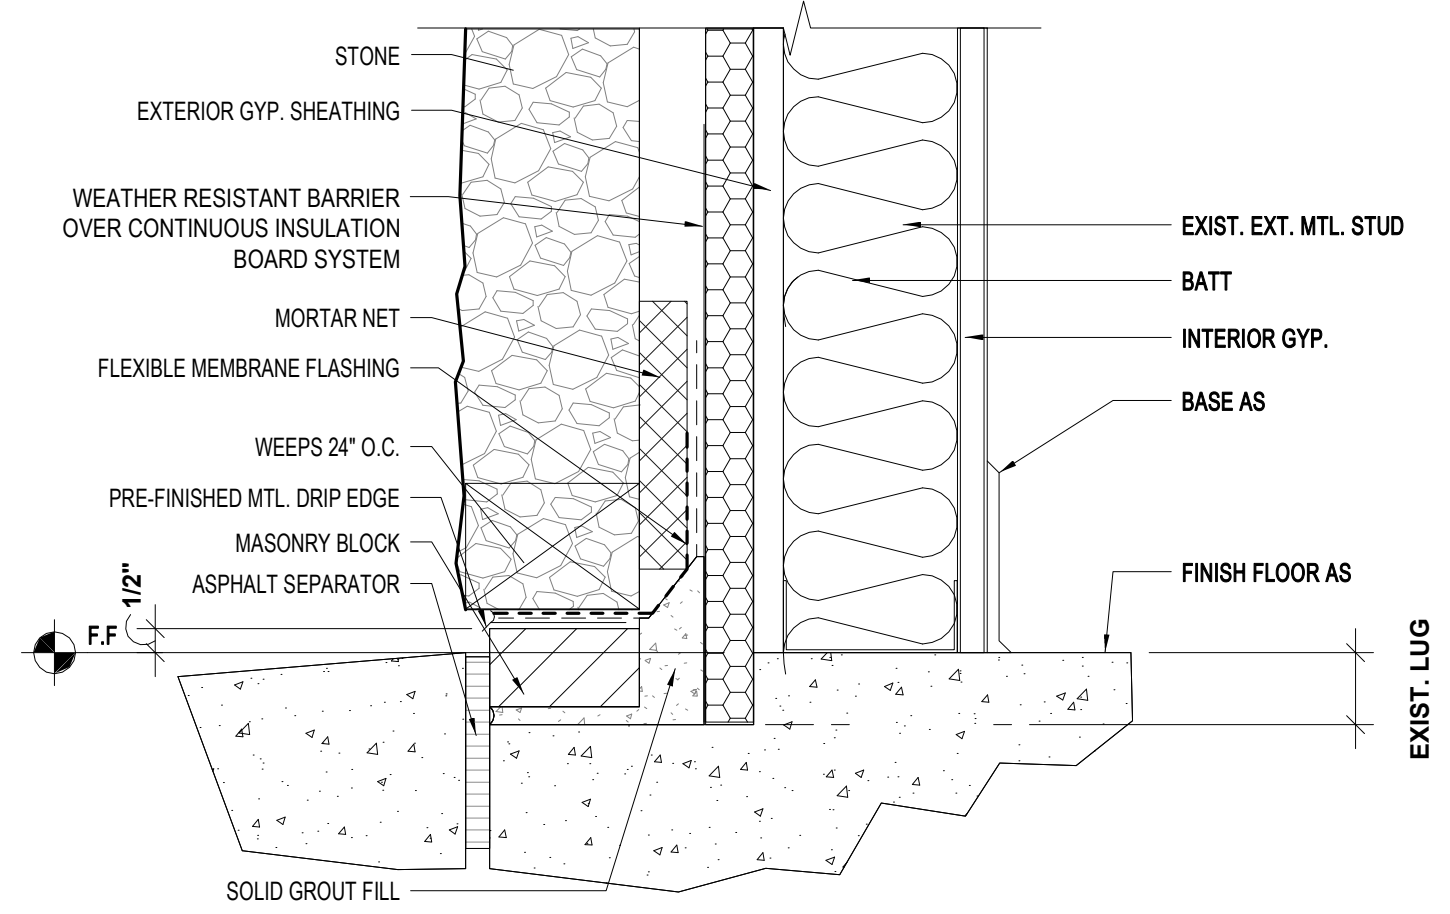 STONE
EXTERIOR GYP. SHEATHING
WEATHER RESISTANT BARRIER
OVER CONTINUOUS INSULATION
BOARD SYSTEM
MORTAR NET
FLEXIBLE MEMBRANE FLASHING
WEEPS 24" O.C.
PRE-FINISHED MTL. DRIP EDGE
MASONRY BLOCK
ASPHALT SEPARATOR
1/2"
F.F
SOLID GROUT FILL
EXIST. EXT. MTL. STUD
BATT
INTERIOR GYP.
BASE AS
FINISH FLOOR AS
EXIST. LUG